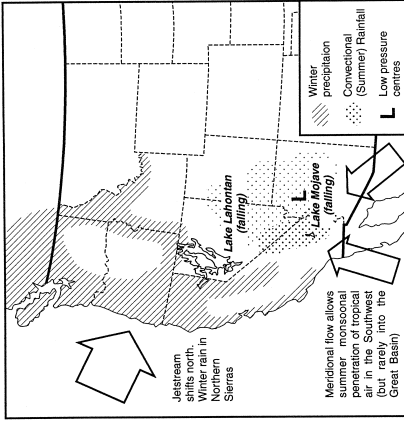 Jetstream
shifts north.
Winter rain in
Northern
Sierras
Lake Lahontan
(falling)
L
Lake Mojave
(falling)
Meridional flow allows
summer monsoonal
penetration of tropical
air in the Southwest
(but rarely into the
Great Basin)
Winter
precipitaion
Convectional
(Summer) Rainfall
L
Low pressure
centres